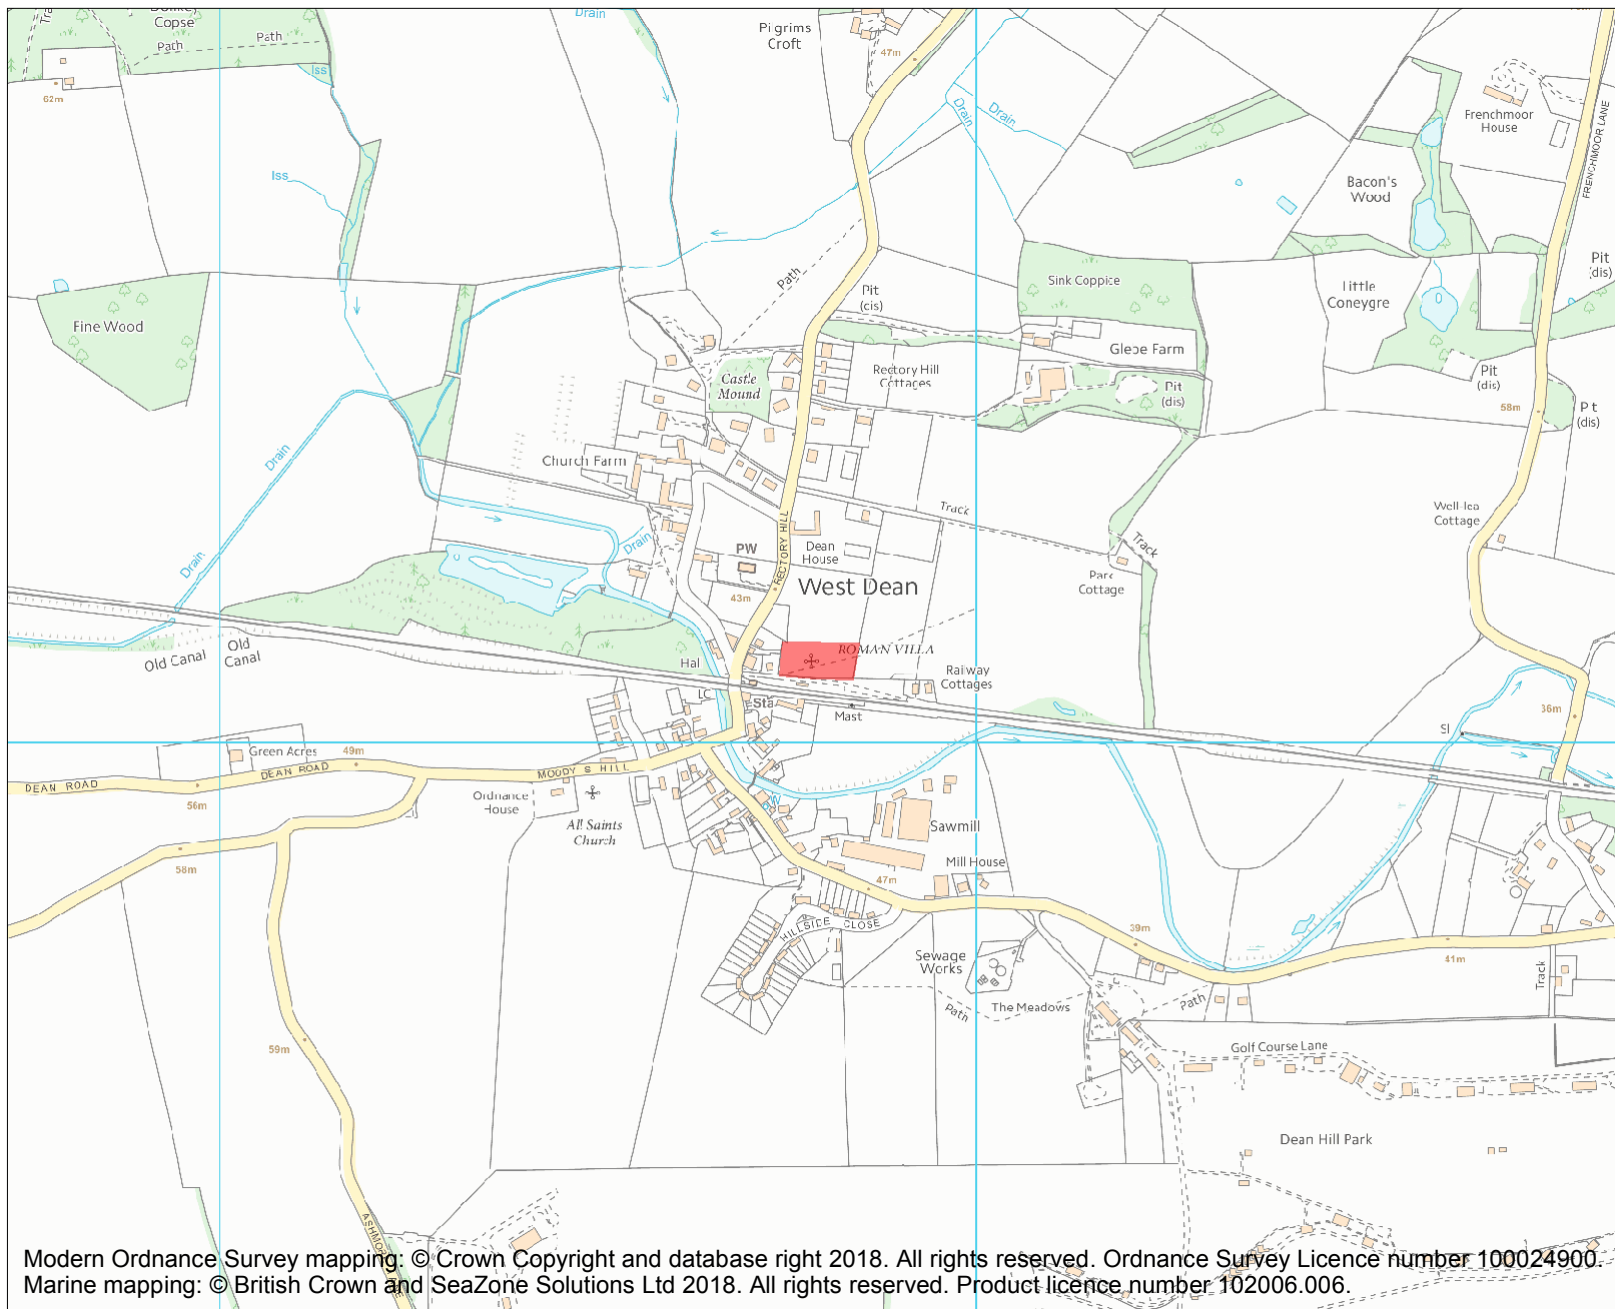 Copse
Path
Path
Iss
62m
Iss
Drain
Pilgrims
Croft
47m
Drain
Drain
Frenchmoor
House
FRENCHMOOR LANE
Bacon's
Wood
Path
Pit
(cis)
Sink Coppice
Little
Coneygre
Pit
(dis)
Fine Wood
Castle
Mound
Rectory Hill
Cottages
Glebe Farm
Pit
(dis)
Pit
(dis)
58m
P t
(dis)
Drain
Church Farm
Track
Well-lea
Cottage
Drain
Drain
RECTORY HILL
PW
Dean
House
West Dean
43m
Track
Park
Cottage
Old Canal
Old
Canal
Hal
ROMAN VILLA
Railway
Cottages
LC
Sta
Mast
Sl
36m
Green Acres
49m
DEAN ROAD
DEAN ROAD
56m
MOODY S HILL
Ordnance
House
All Saints
Church
58m
Sawmill
Mill House
47m
HILLSIDE CLOSE
39m
41m
Sewage
Works
Track
Path
The Meadows
Path
59m
Golf Course Lane
Dean Hill Park
Modern Ordnance Survey mapping: © Crown Copyright and database right 2018. All rights reserved. Ordnance Survey Licence number 100024900.
Marine mapping: © British Crown and SeaZone Solutions Ltd 2018. All rights reserved. Product licence number 102006.006.